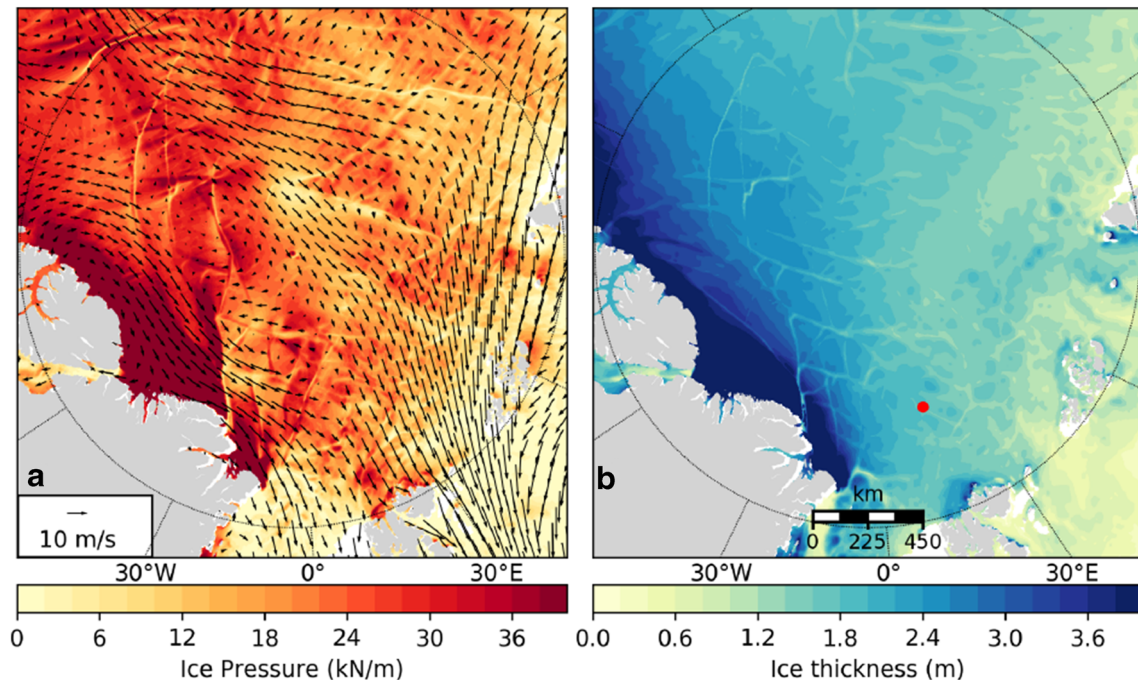 a
10 m/s
30°W 0° 30°E
0 6 12 18 24 30 36
Ice Pressure (kN/m)
b
km
0 225 450
30°W 0° 30°E
0.0 0.6 1.2 1.8 2.4 3.0 3.6
Ice thickness (m)